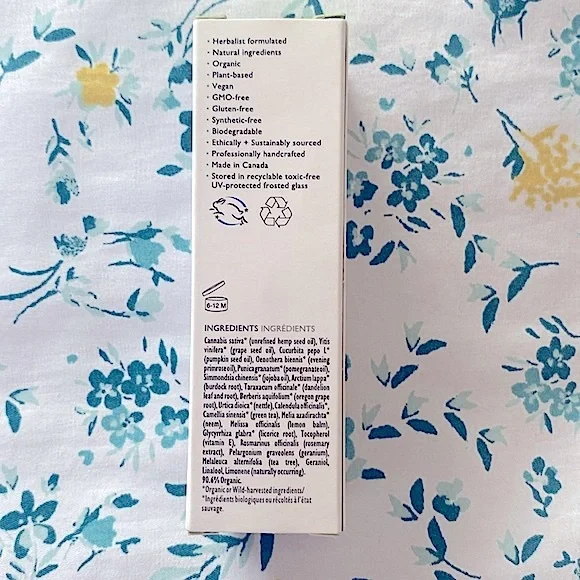 • Herbalist formulated
• Natural ingredients
• Organic
• Plant-based
• Vegan
• GMO-free
• Gluten-free
• Synthetic-free
• Biodegradable
• Ethically + Sustainably sourced
• Professionally handcrafted
• Made in Canada
• Stored in recyclable toxic-free
UV-protected frosted glass
6-12 M
INGREDIENTS INGRÉDIENTS
Cannabis sativa* (unrefined hemp seed oil), Vitis
vinifera* (grape seed oil), Cucurbita pepo L*
(pumpkin seed oil), Oenothera biennis* (evening
primrose oil), Punica granatum* (pomegranate oil),
Simmondsia chinensis* (jojoba oil), Arctium lappa*
(burdock root), Taraxacum officinale* (dandelion
leaf and root), Berberis aquifolium* (oregon grape
root), Urtica dioica* (nettle), Calendula officinalis*,
Camellia sinensis* (green tea), Melia azadirachta*
(neem), Melissa officinalis (lemon balm),
Glycyrrhiza glabra* (licorice root), Tocopherol
(vitamin E), Rosmarinus officinalis (rosemary
extract), Pelargonium graveolens (geranium),
Melaleuca alternifoka (tea tree), Geraniol,
Linalool, Limonene (naturally occurring).
90.6% Organic.
*Organic or Wild-harvested ingredients/
*Ingrédients biologiques ou récoltés à l'état
sauvage.